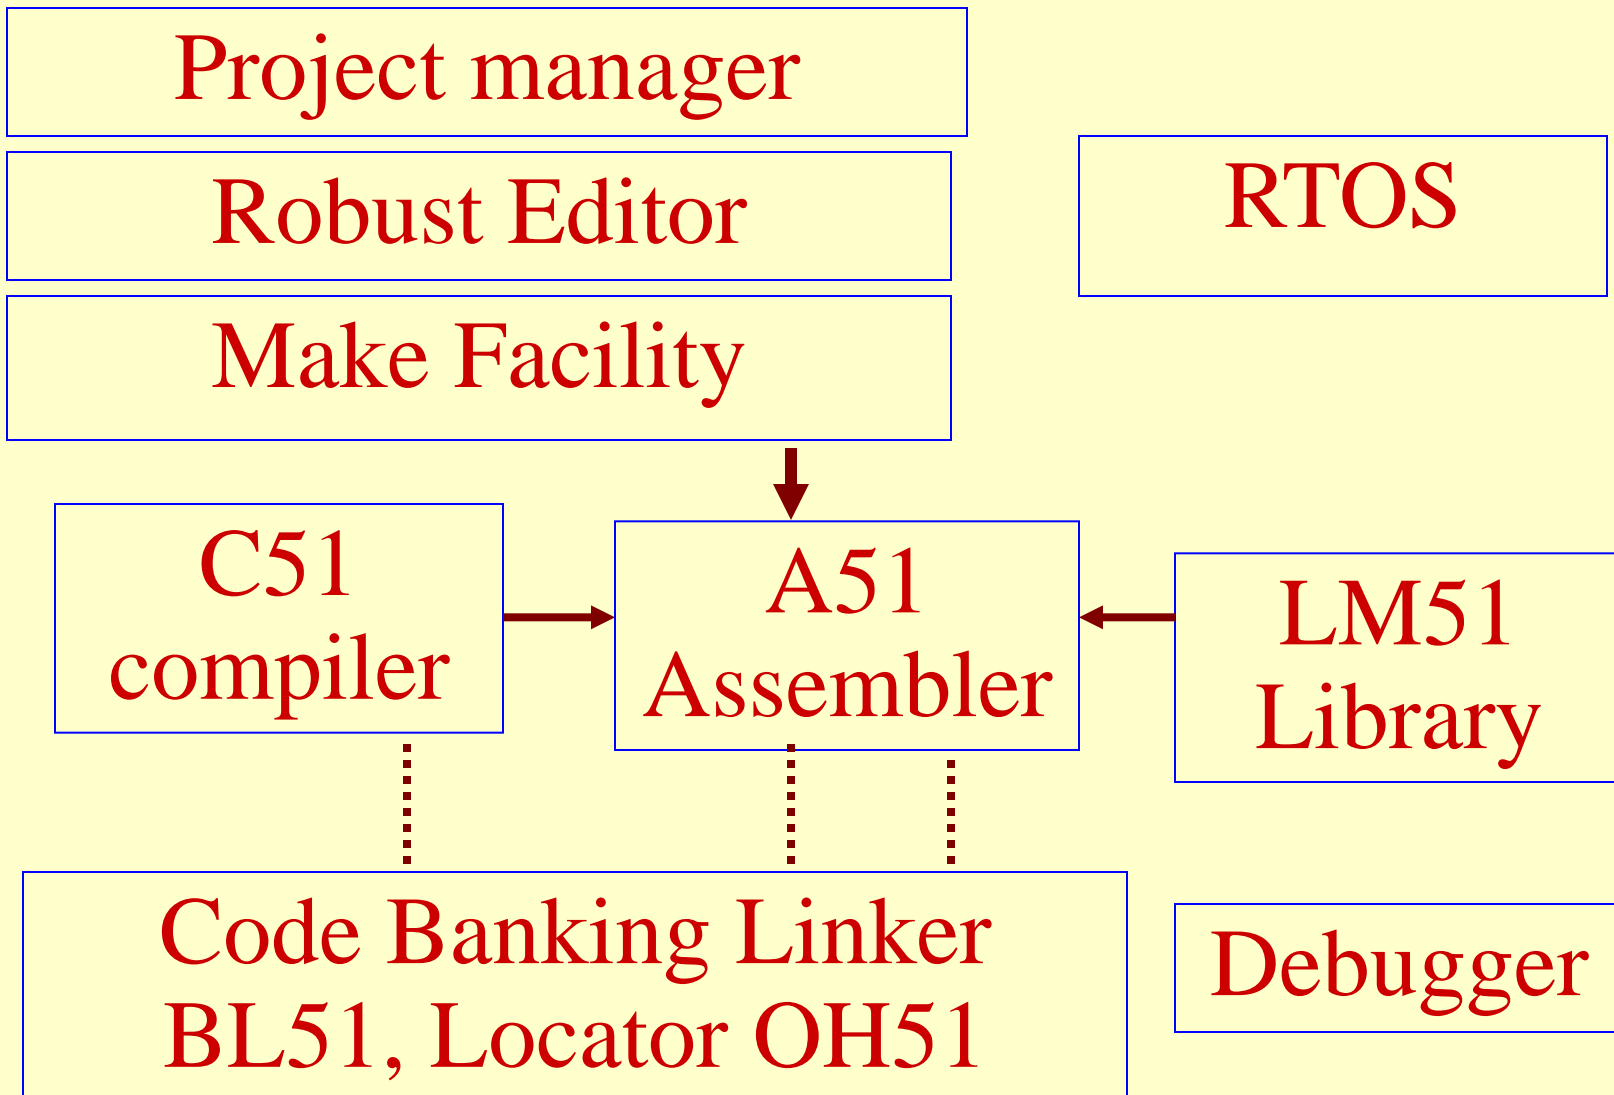 Project manager
Robust Editor
RTOS
Make Facility
C51
compiler
A51
Assembler
LM51
Library
Code Banking Linker
BL51, Locator OH51
Debugger